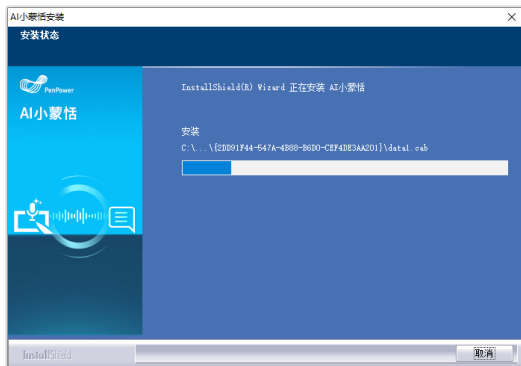 AI小蒙恬安装
安装状态
PenPower
AI小蒙恬
InstallShield(R) Wizard 正在安装 AI小蒙恬
安装
C:\...\{2DD91F44-547A-4B88-B6D0-CEF4DE3AA201}\data1.cab
InstallShield
取消